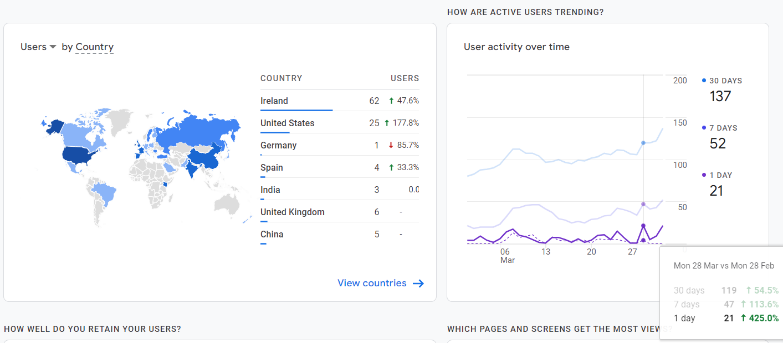 HOW ARE ACTIVE USERS TRENDING?
Users by Country
COUNTRY USERS
Ireland 62 ↑ 47.6%
United States 25 ↑ 177.8%
Germany 1 ↓ 85.7%
Spain 4 ↑ 33.3%
India 3 0.0
United Kingdom 6 -
China 5 -
View countries →
User activity over time
200
150
100
50
06
Mar
13
20
27
30 DAYS
137
7 DAYS
52
1 DAY
21
Mon 28 Mar vs Mon 28 Feb
30 days 119 ↑ 54.5%
7 days 47 ↑ 113.6%
1 day 21 ↑ 425.0%
HOW WELL DO YOU RETAIN YOUR USERS?
WHICH PAGES AND SCREENS GET THE MOST VIEW